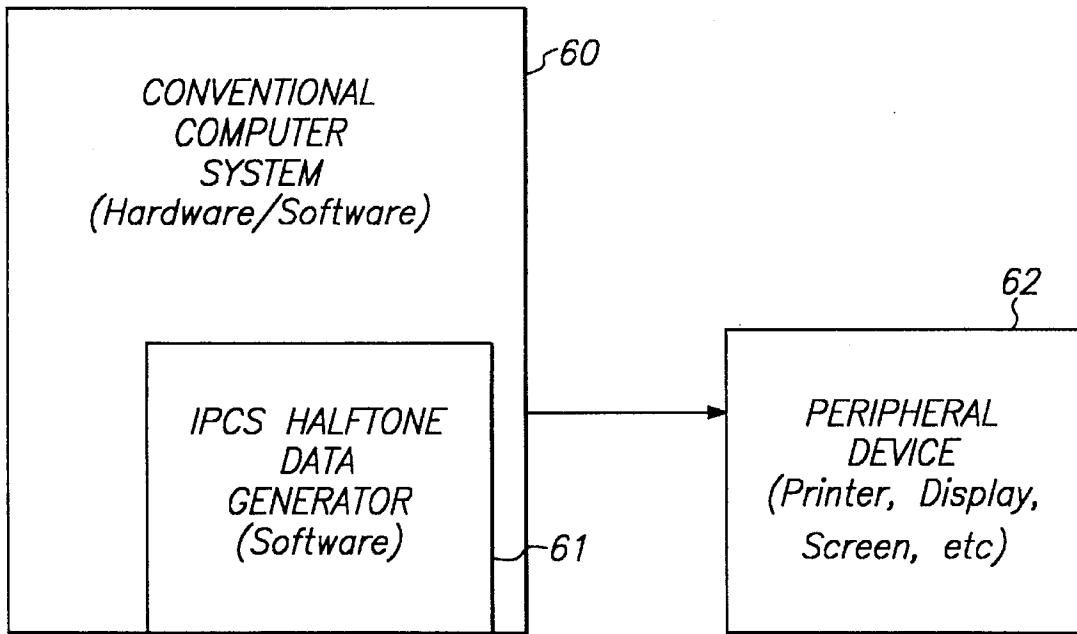 60
CONVENTIONAL
COMPUTER
SYSTEM
(Hardware/Software)
62
IPCS HALFTONE
DATA
GENERATOR
(Software)
61
PERIPHERAL
DEVICE
(Printer, Display,
Screen, etc)